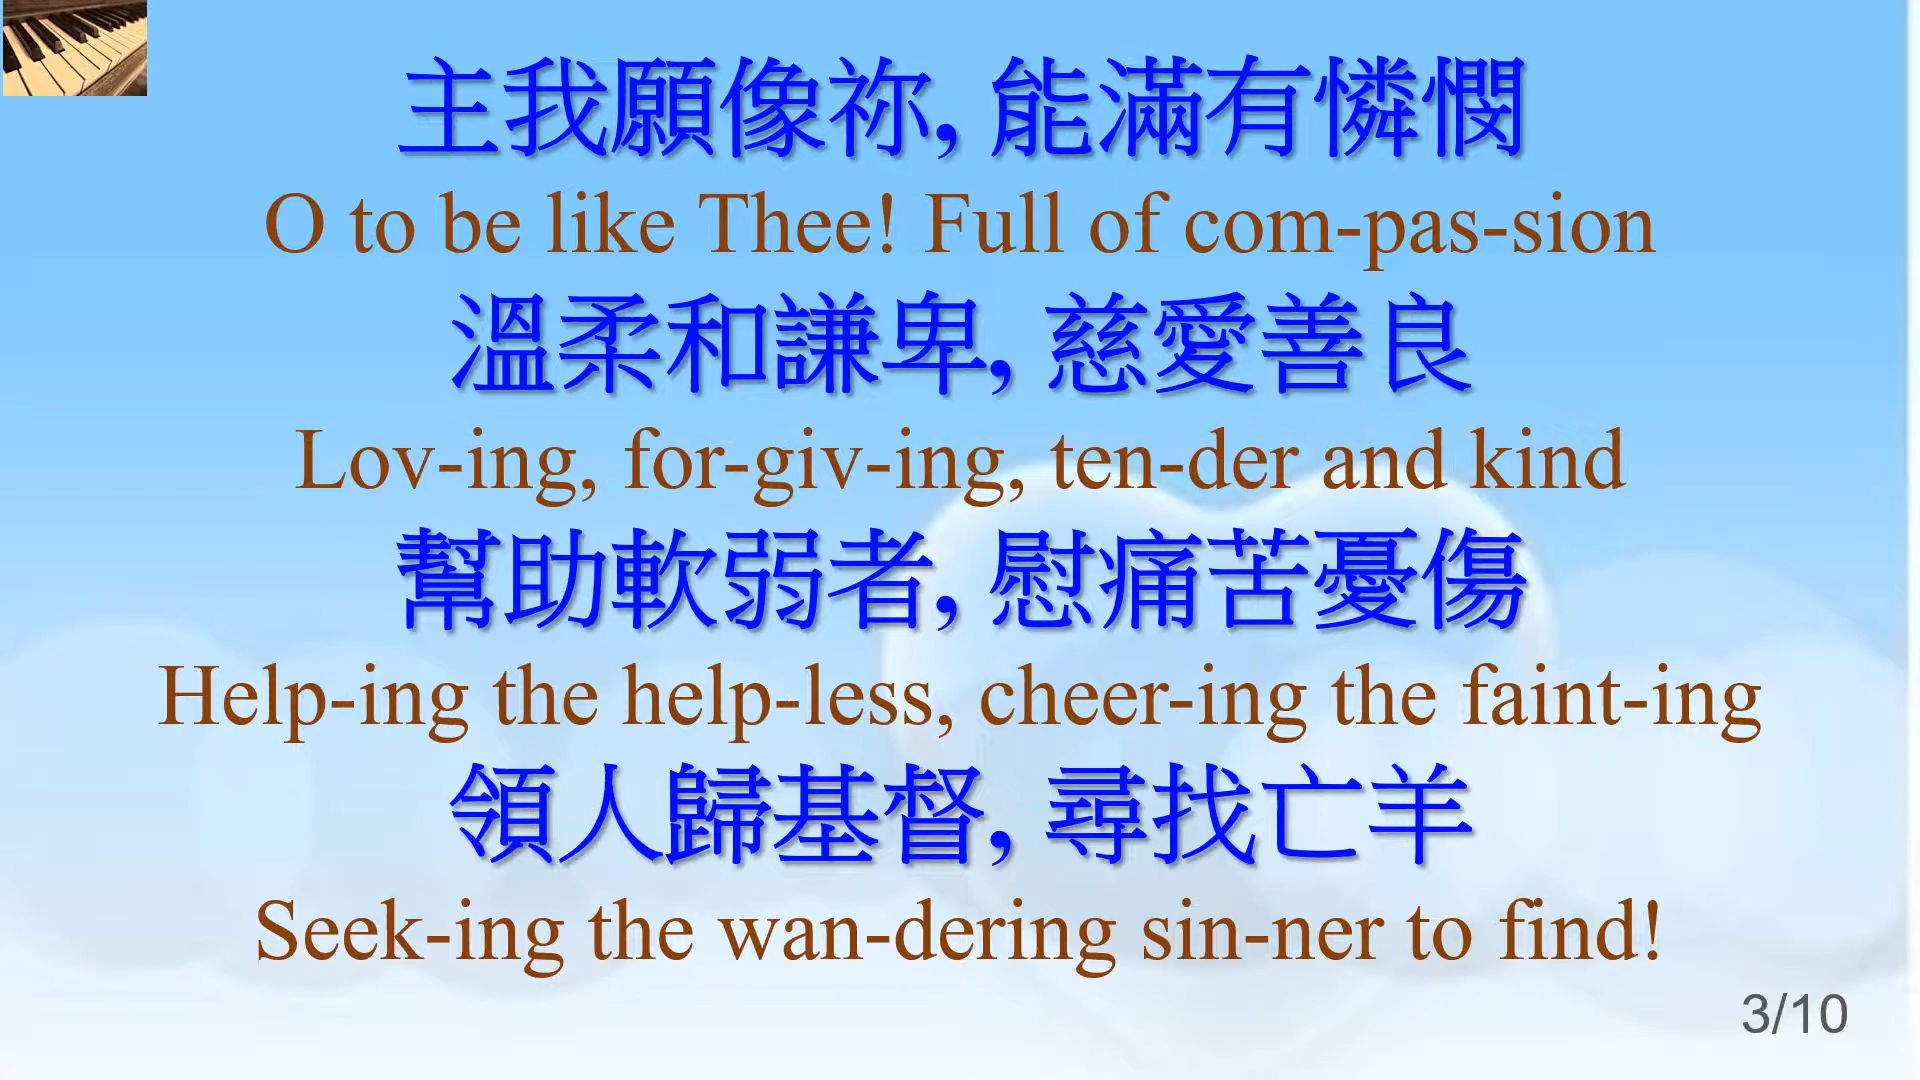 主我願像祢, 能滿有憐憫
O to be like Thee! Full of com-pas-sion
溫柔和謙卑, 慈愛善良
Lov-ing, for-giv-ing, ten-der and kind
幫助軟弱者, 慰痛苦憂傷
Help-ing the help-less, cheer-ing the faint-ing
領人歸基督, 尋找亡羊
Seek-ing the wan-dering sin-ner to find!
3/10